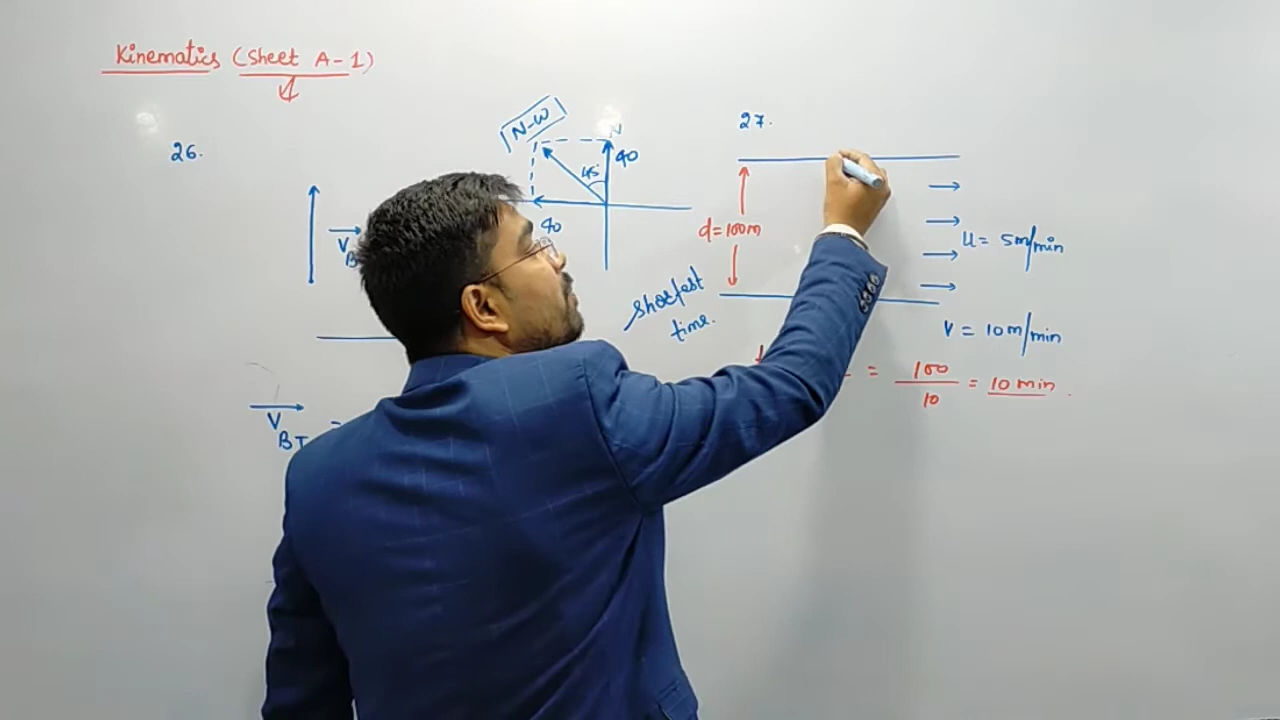 Kinematics (Sheet A-1)
26.
N-W
N
40
45
40
V
B
V
BT =
27.
d=100m
u = 5m/min
Shortest
time.
V = 10m/min
= 100/10 = 10 min.